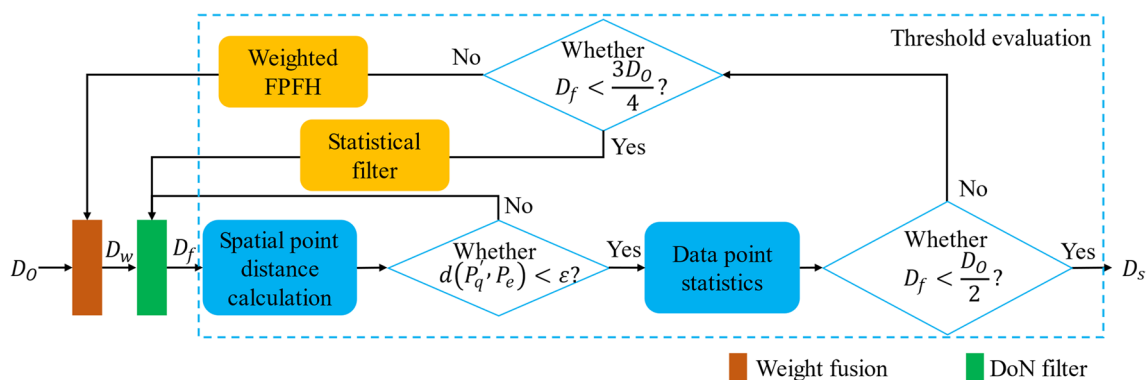 Threshold evaluation
Weighted
FPFH
No
Whether
D_f < 3D_O/4 ?
Yes
Statistical
filter
No
No
D_O
D_w
D_f
Spatial point
distance
calculation
Whether
d(P_q′, P_e) < ε?
Yes
Data point
statistics
Whether
D_f < D_O/2 ?
Yes
D_s
Weight fusion
DoN filter